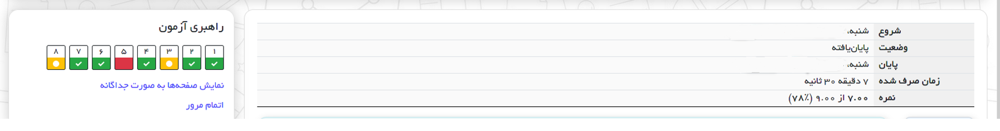 راهبری آزمون
۱ ۲ ۳ ۴ ۵ ۶ ۷ ۸
نمایش صفحه‌ها به صورت جداگانه
اتمام مرور
شروع شنبه،
وضعیت پایان‌یافته
پایان شنبه،
زمان صرف شده ۷ دقیقه ۳۰ ثانیه
نمره ۷.۰۰ از ۹.۰۰ (۷۸٪)